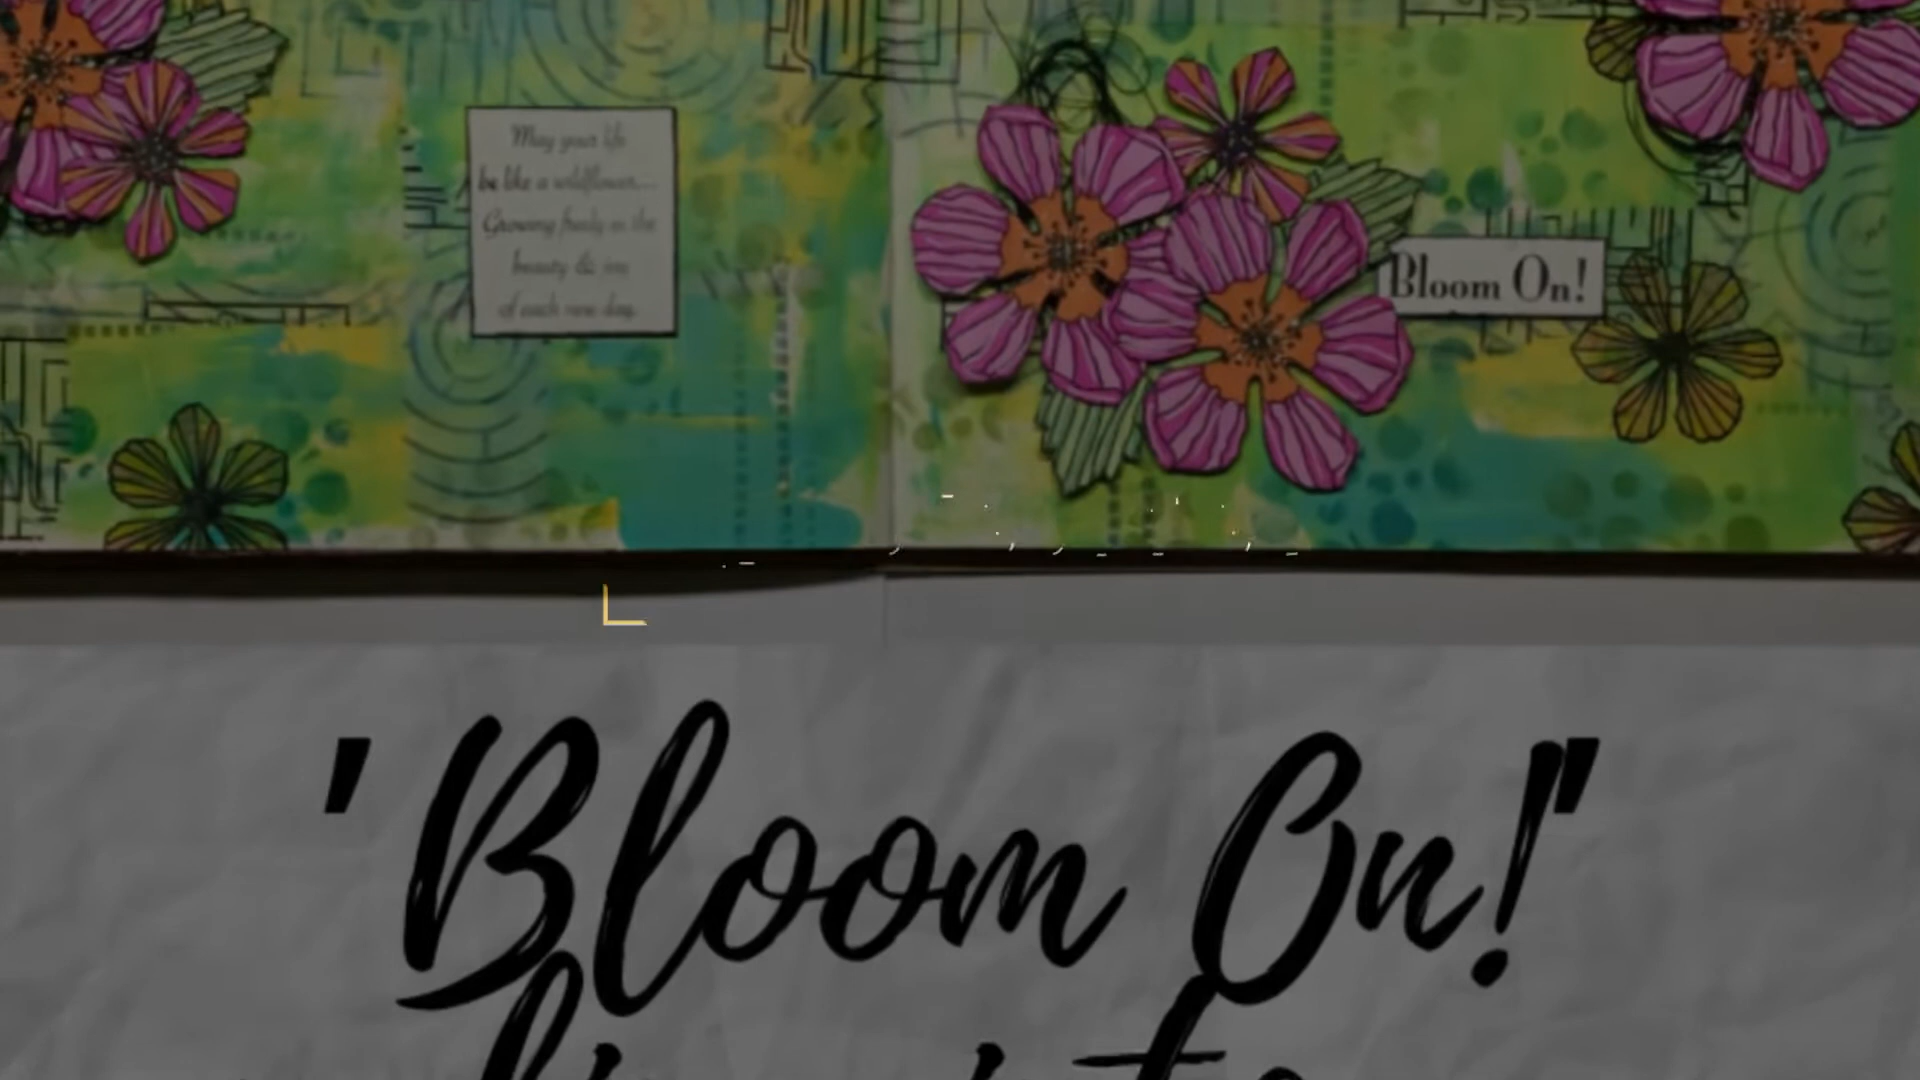 May your life
be like a wildflower...
Growing freely in the
beauty & joy
of each new day.
Bloom On!
'Bloom On!'